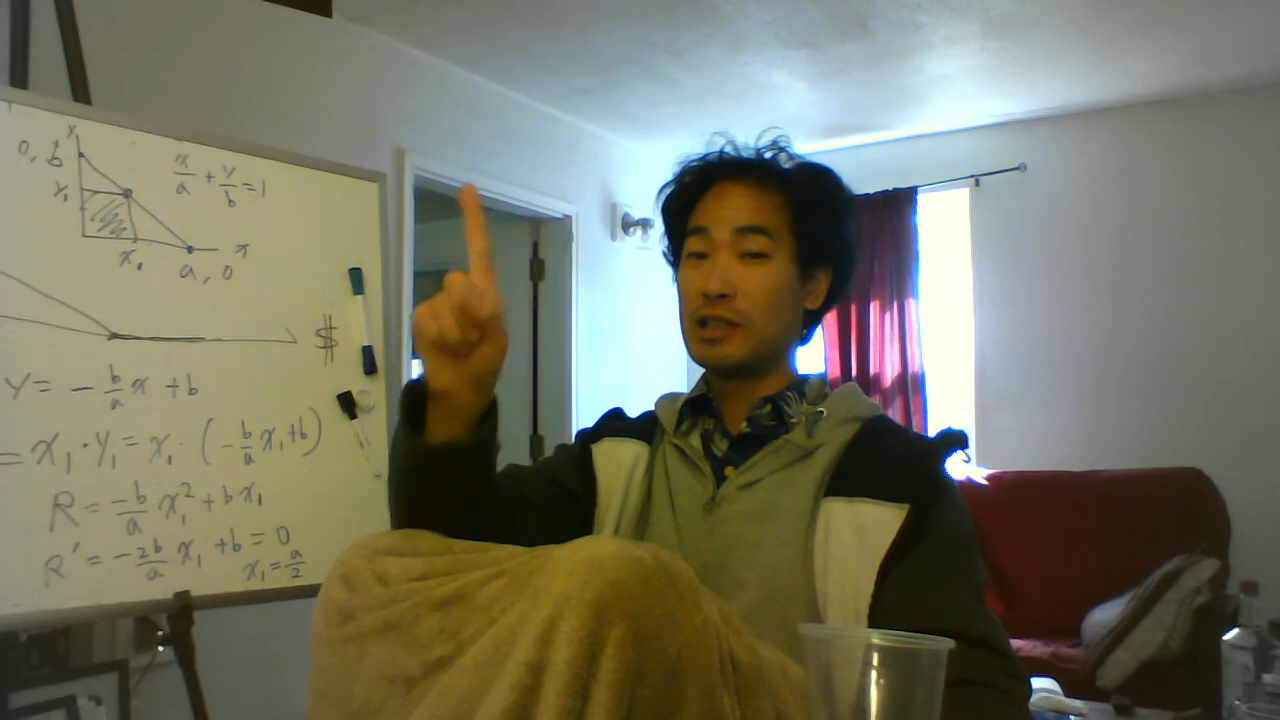 y
0, b
x/a + y/b = 1
y₁
x₁
x
a, 0
$
Y = -b/a x + b
= x₁ · y₁ = x₁ · (-b/a x₁ + b)
R = -b/a x₁² + b x₁
R' = -2b/a x₁ + b = 0
x₁ = a/2